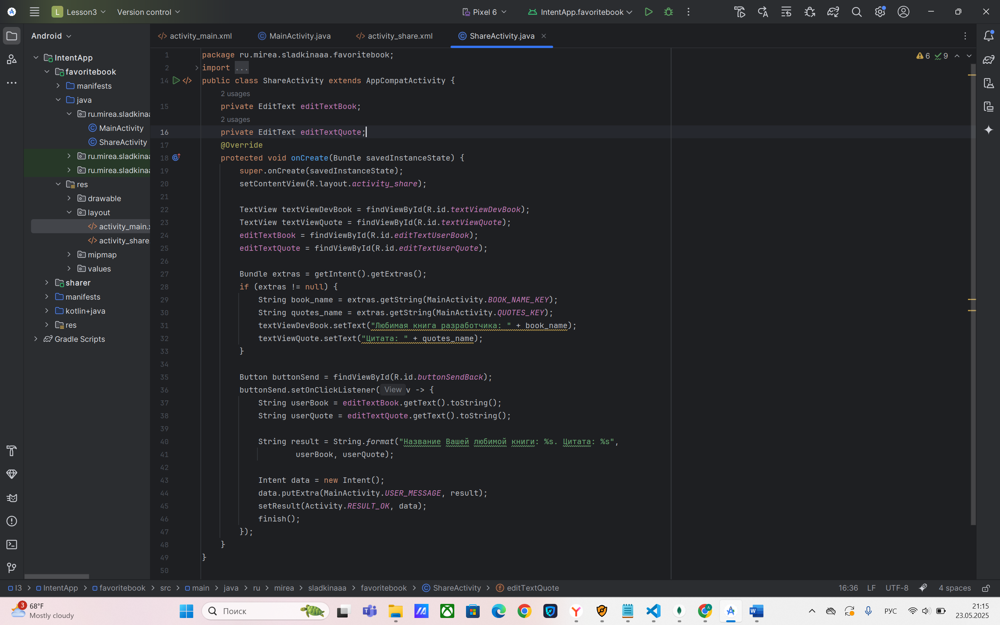 L Lesson3 Version control Pixel 6 IntentApp.favoritebook
Android
activity_main.xml MainActivity.java activity_share.xml ShareActivity.java
IntentApp
favoritebook
manifests
java
ru.mirea.sladkinaa
MainActivity
ShareActivity
ru.mirea.sladkinaa
ru.mirea.sladkinaa
res
drawable
layout
activity_main.x
activity_share.
mipmap
values
sharer
manifests
kotlin+java
res
Gradle Scripts
6 9
1 package ru.mirea.sladkinaaa.favoritebook;
2 import ...
14 public class ShareActivity extends AppCompatActivity {
2 usages
15 private EditText editTextBook;
2 usages
16 private EditText editTextQuote;
17 @Override
18 protected void onCreate(Bundle savedInstanceState) {
19 super.onCreate(savedInstanceState);
20 setContentView(R.layout.activity_share);
21
22 TextView textViewDevBook = findViewById(R.id.textViewDevBook);
23 TextView textViewQuote = findViewById(R.id.textViewQuote);
24 editTextBook = findViewById(R.id.editTextUserBook);
25 editTextQuote = findViewById(R.id.editTextUserQuote);
26
27 Bundle extras = getIntent().getExtras();
28 if (extras != null) {
29 String book_name = extras.getString(MainActivity.BOOK_NAME_KEY);
30 String quotes_name = extras.getString(MainActivity.QUOTES_KEY);
31 textViewDevBook.setText("Любимая книга разработчика: " + book_name);
32 textViewQuote.setText("Цитата: " + quotes_name);
33 }
34
35 Button buttonSend = findViewById(R.id.buttonSendBack);
36 buttonSend.setOnClickListener( View v -> {
37 String userBook = editTextBook.getText().toString();
38 String userQuote = editTextQuote.getText().toString();
39
40 String result = String.format("Название Вашей любимой книги: %s. Цитата: %s",
41 userBook, userQuote);
42
43 Intent data = new Intent();
44 data.putExtra(MainActivity.USER_MESSAGE, result);
45 setResult(Activity.RESULT_OK, data);
46 finish();
47 });
48 }
49 }
50
l3 > IntentApp > favoritebook > src > main > java > ru > mirea > sladkinaaa > favoritebook > ShareActivity > editTextQuote 16:36 LF UTF-8 4 spaces
3 68°F
Mostly cloudy
Поиск
РУС
21:15
23.05.2025